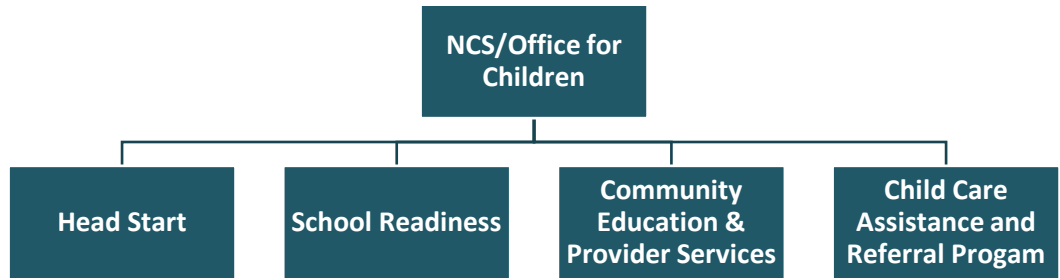 NCS/Office for
Children
Head Start
School Readiness
Community
Education &
Provider Services
Child Care
Assistance and
Referral Progam